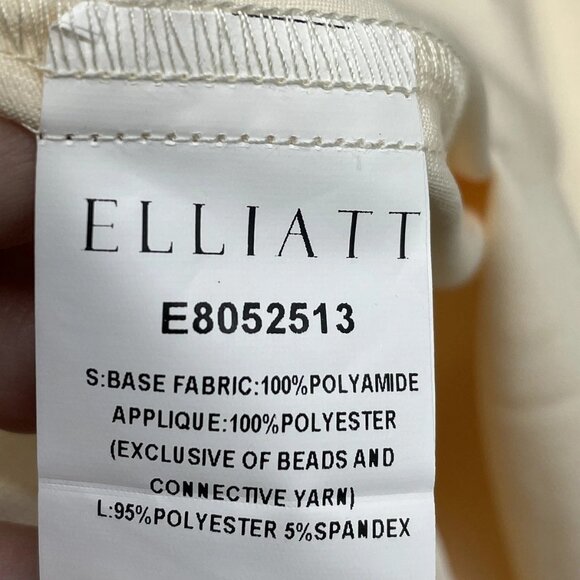 ELLIATT
E8052513
S:BASE FABRIC:100%POLYAMIDE
APPLIQUE:100%POLYESTER
(EXCLUSIVE OF BEADS AND
CONNECTIVE YARN)
L:95%POLYESTER 5%SPANDEX